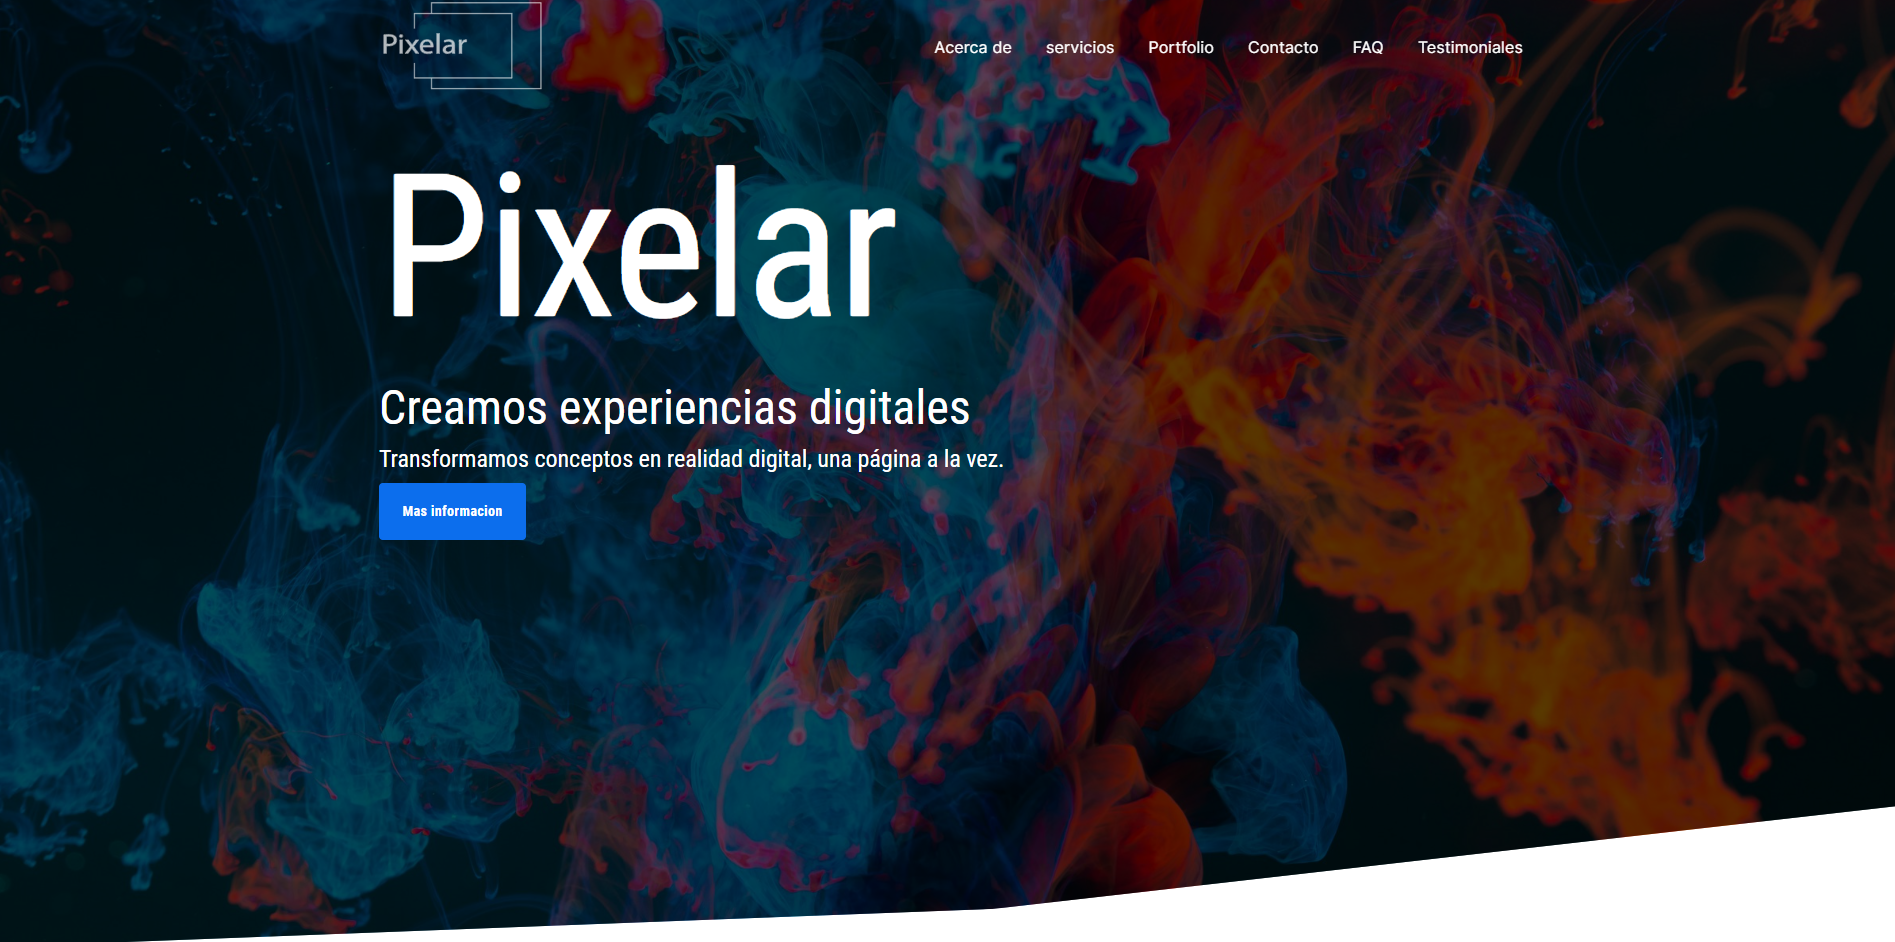 Pixelar
Acerca de servicios Portfolio Contacto FAQ Testimoniales
Pixelar
Creamos experiencias digitales
Transformamos conceptos en realidad digital, una página a la vez.
Mas informacion